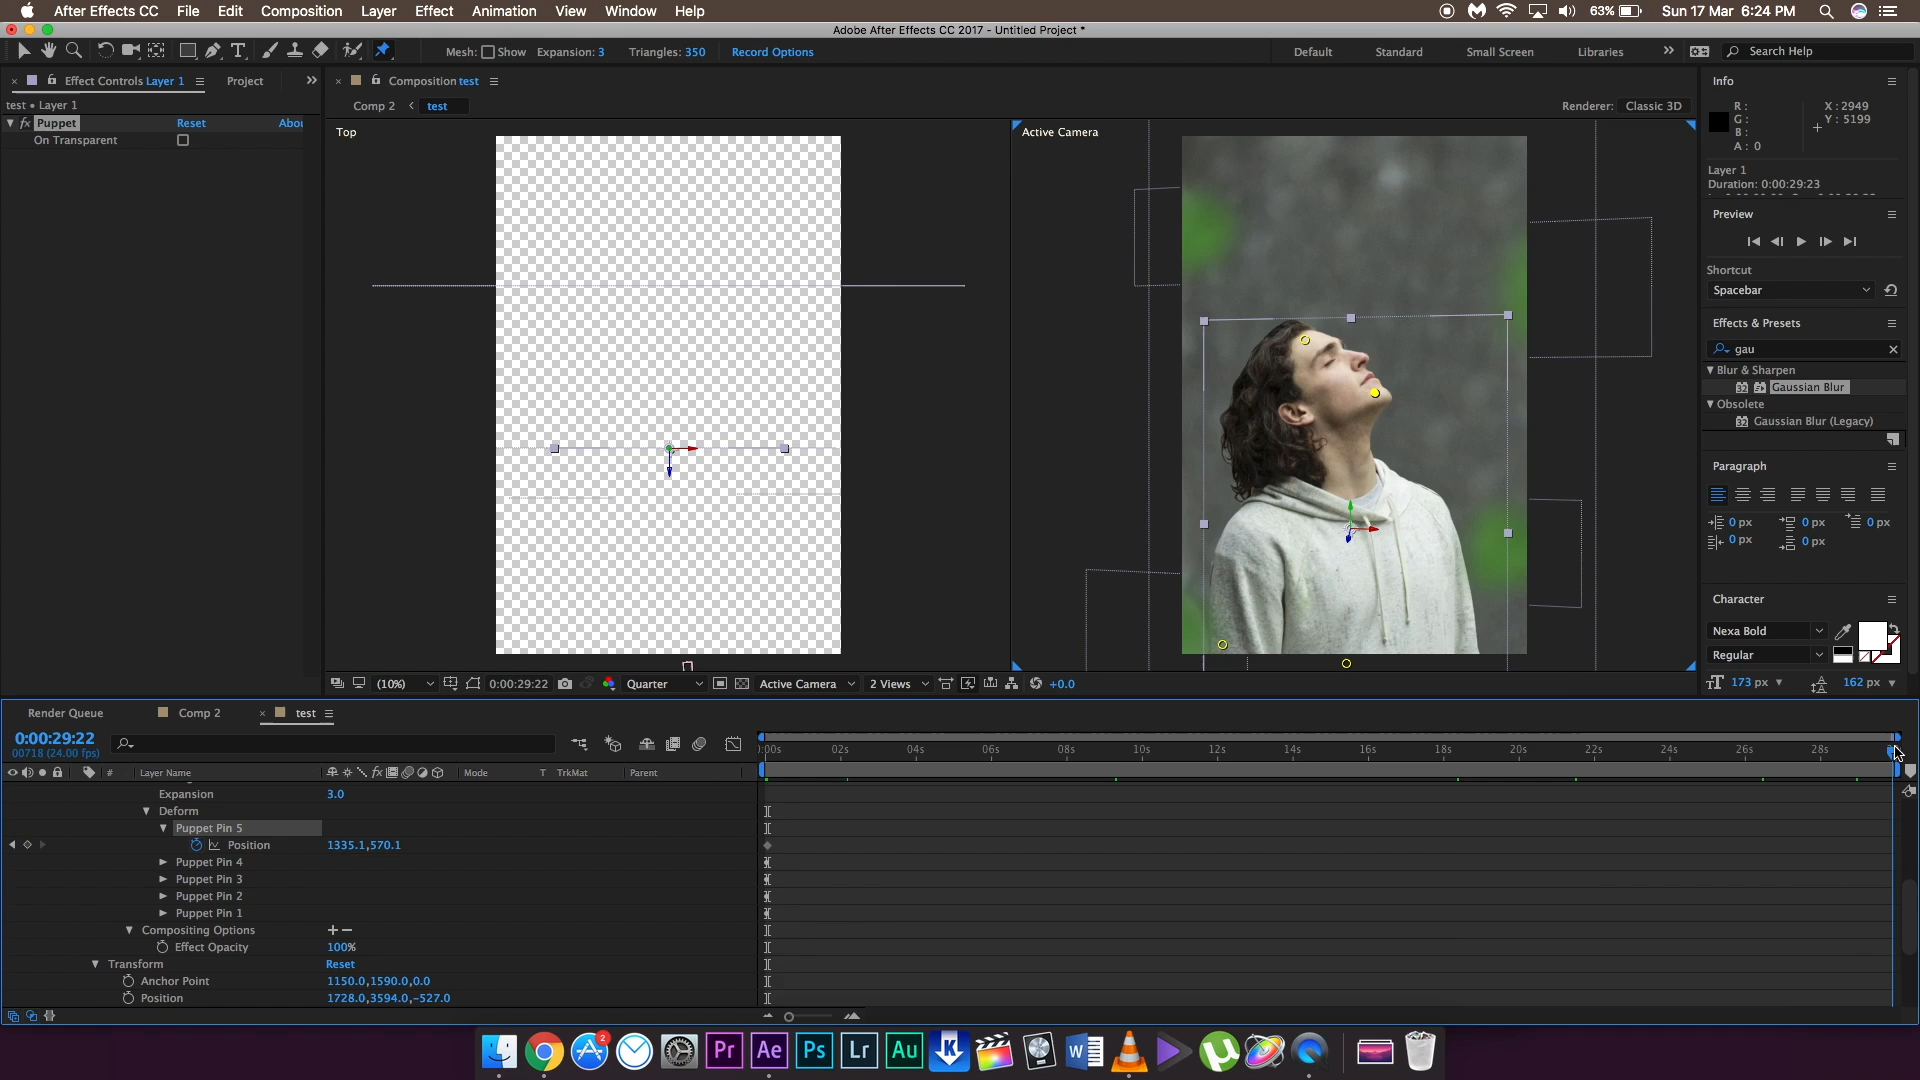 After Effects CC File Edit Composition Layer Effect Animation View Window Help 63% Sun 17 Mar 6:24 PM
Adobe After Effects CC 2017 - Untitled Project *
Mesh: Show Expansion: 3 Triangles: 350 Record Options Default Standard Small Screen Libraries Search Help
Effect Controls Layer 1 Project Composition test Info
test • Layer 1 Comp 2 test Renderer: Classic 3D
R: X: 2949
G: Y: 5199
B:
A: 0
fx Puppet Reset Abou
On Transparent
Top Active Camera
Layer 1
Duration: 0:00:29:23
Preview
Shortcut
Spacebar
Effects & Presets
gau
Blur & Sharpen
Gaussian Blur
Obsolete
Gaussian Blur (Legacy)
Paragraph
0 px 0 px 0 px
0 px 0 px
Character
Nexa Bold
Regular
173 px 162 px
(10%) 0:00:29:22 Quarter Active Camera 2 Views +0.0
Render Queue Comp 2 test
0:00:29:22
00718 (24.00 fps)
):00s 02s 04s 06s 08s 10s 12s 14s 16s 18s 20s 22s 24s 26s 28s
# Layer Name fx Mode T TrkMat Parent
Expansion 3.0
Deform
Puppet Pin 5
Position 1335.1,570.1
Puppet Pin 4
Puppet Pin 3
Puppet Pin 2
Puppet Pin 1
Compositing Options + −
Effect Opacity 100%
Transform Reset
Anchor Point 1150.0,1590.0,0.0
Position 1728.0,3594.0,-527.0
2 Pr Ae Ps Lr Au K W